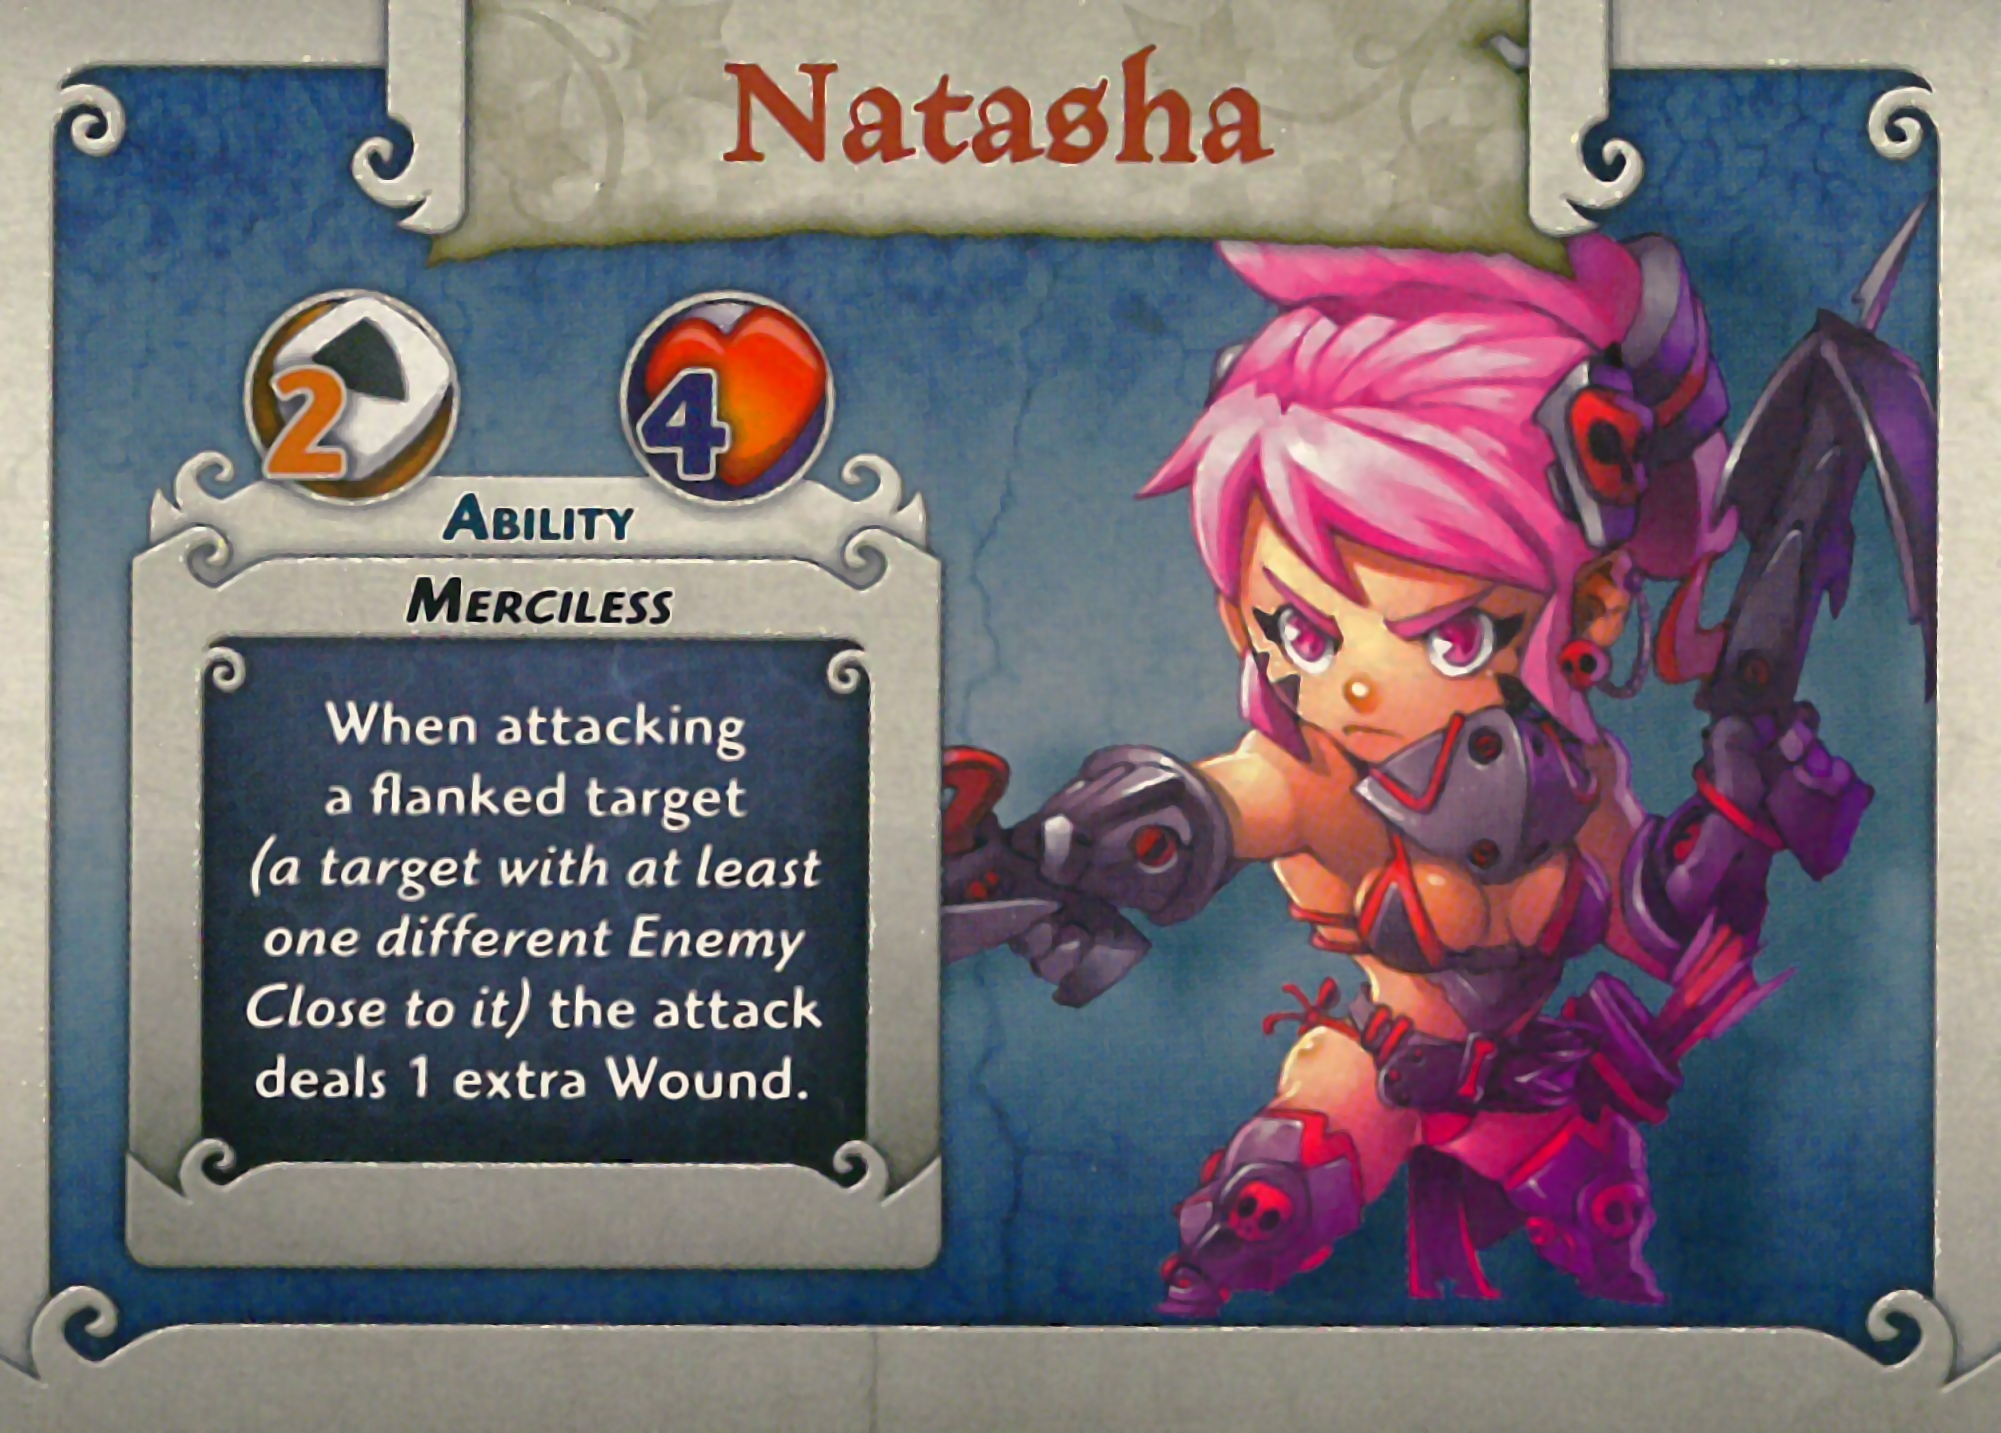 Natasha
2
4
ABILITY
MERCILESS
When attacking
a flanked target
(a target with at least
one different Enemy
Close to it) the attack
deals 1 extra Wound.